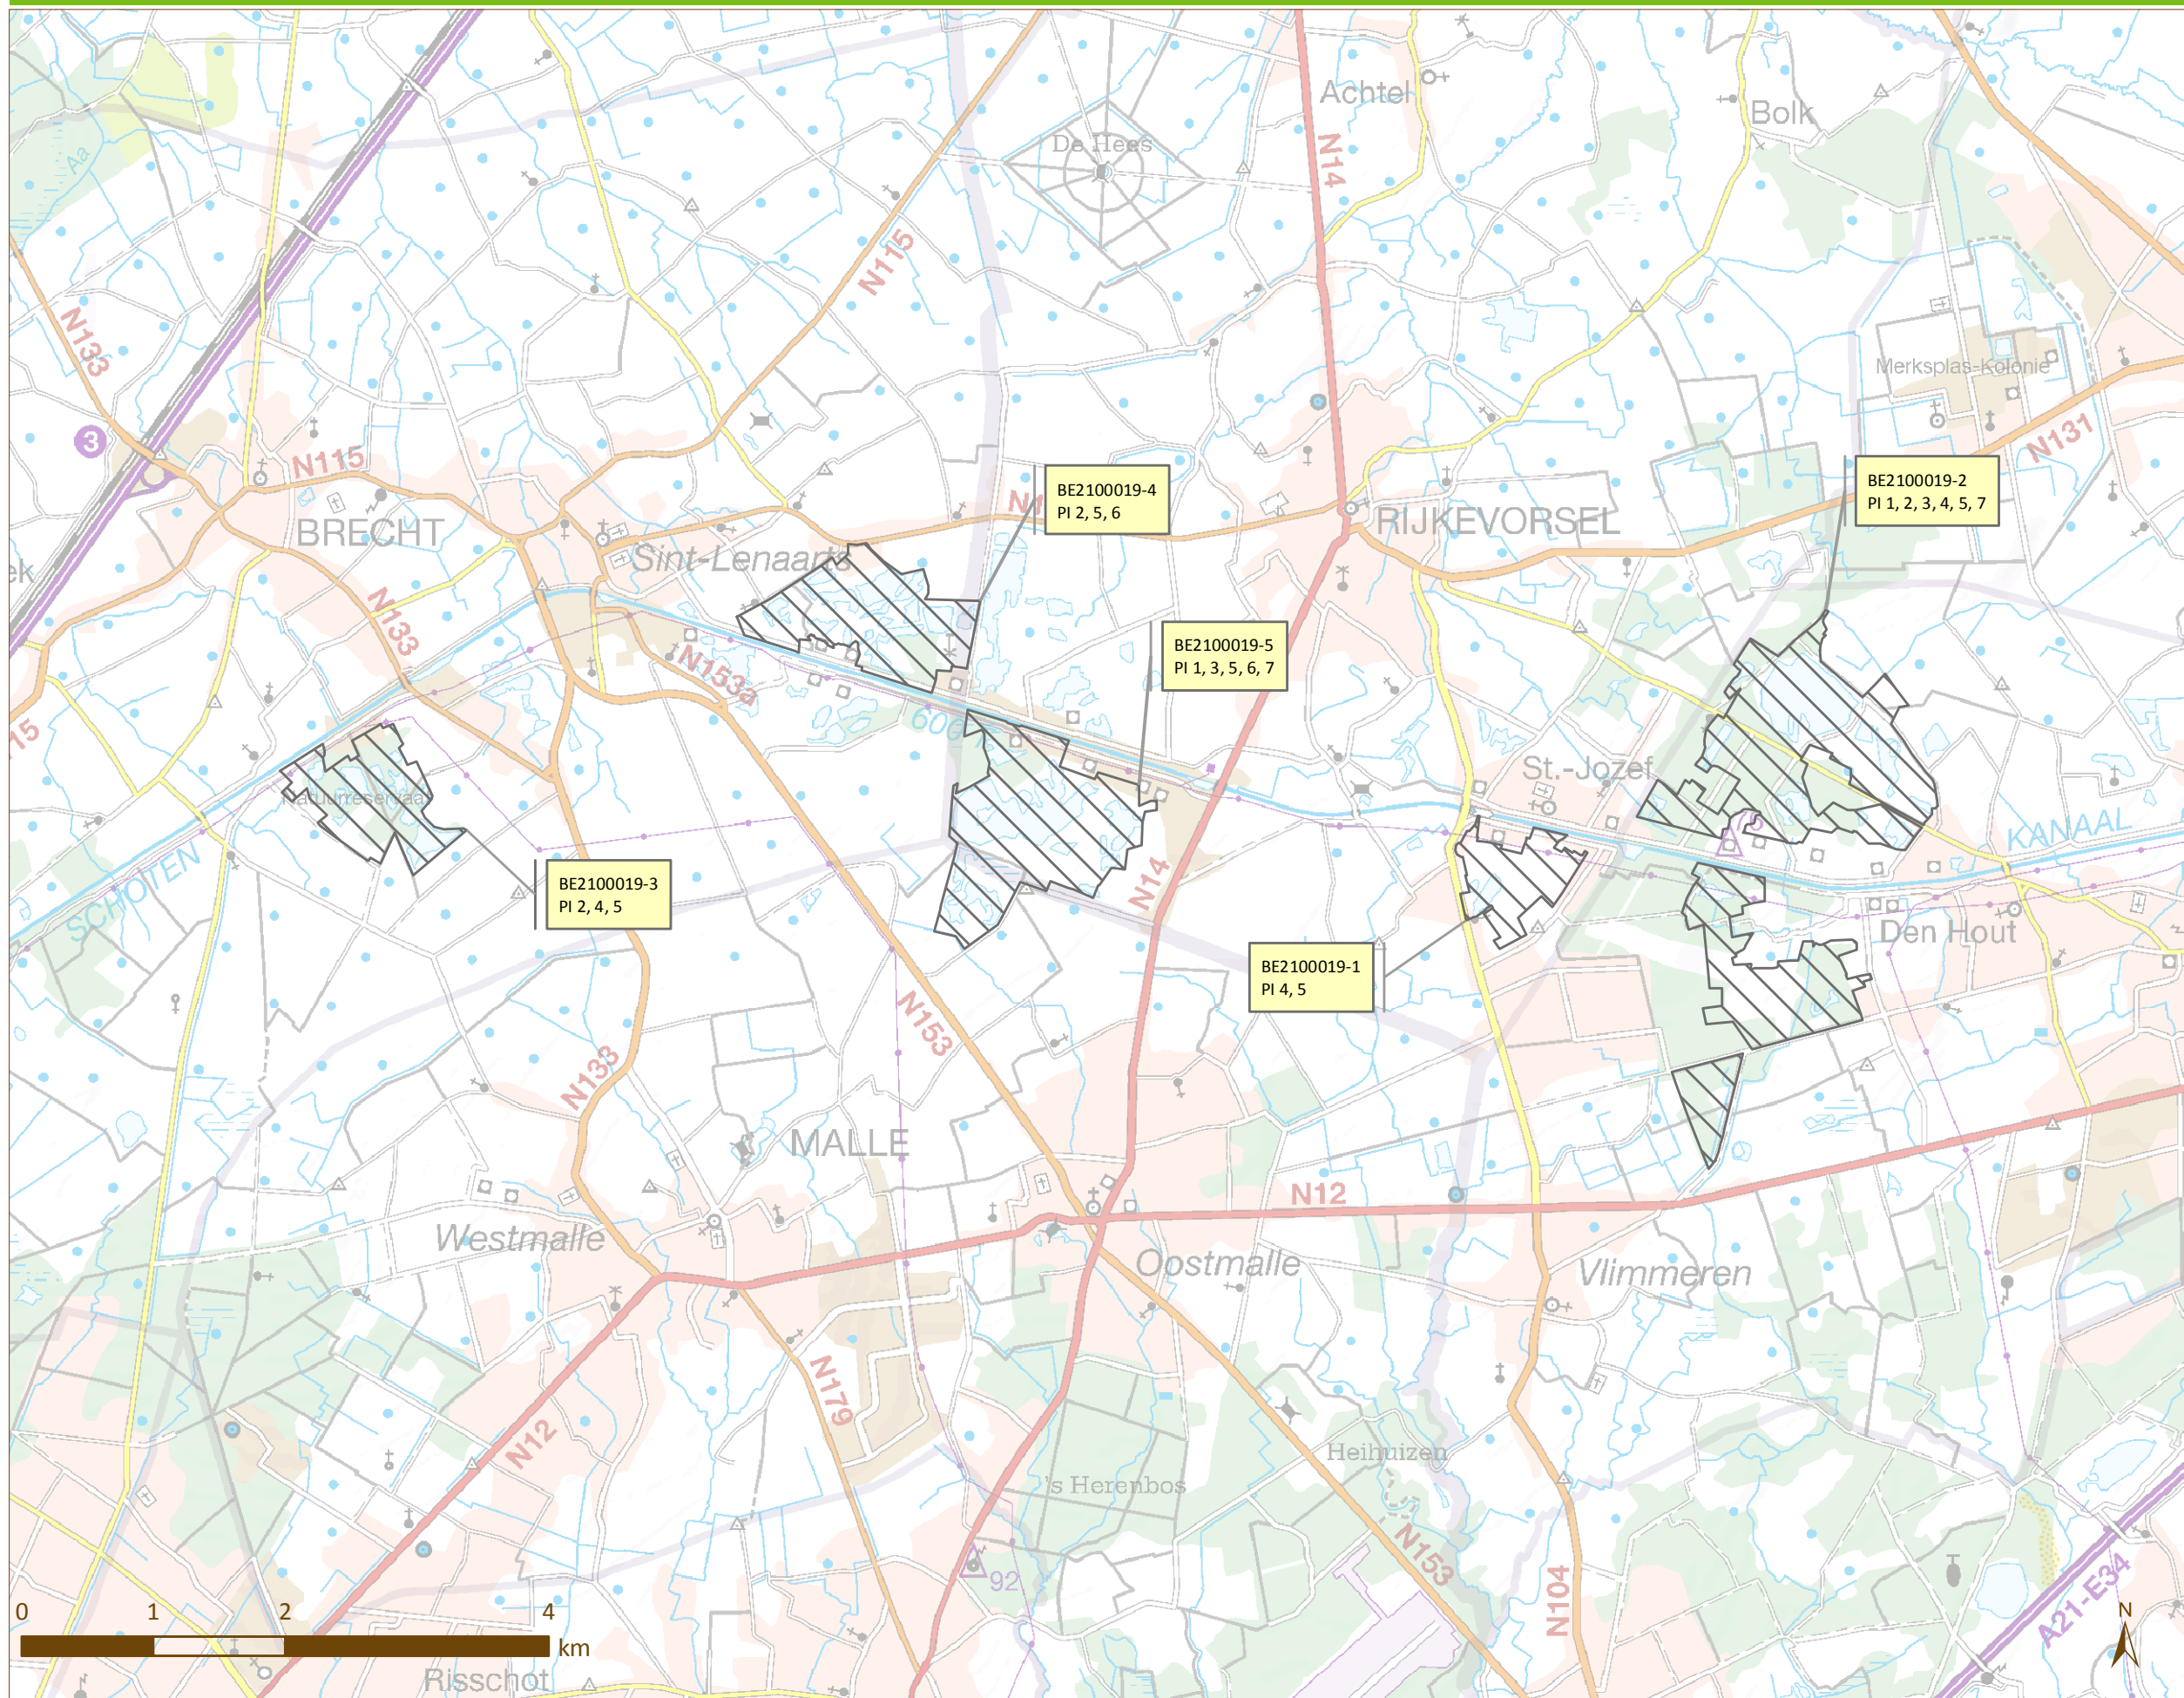 Achtel
Bolk
De Hees
Aa
N14
N115
N133
Merksplas-Kolonie
3
N131
N115
BE2100019-4
PI 2, 5, 6
BE2100019-2
PI 1, 2, 3, 4, 5, 7
BRECHT
RIJKEVORSEL
Sint-Lenaarts
N133
BE2100019-5
PI 1, 3, 5, 6, 7
N153a
St.-Jozef
Natuurreservaat
KANAAL
SCHOTEN
BE2100019-3
PI 2, 4, 5
N14
Den Hout
BE2100019-1
PI 4, 5
N153
N133
MALLE
N12
Westmalle
Oostmalle
Vlimmeren
N179
N12
Heihuizen
's Herenbos
N153
92
N104
A21-E34
0 1 2 4
km
N
Risschot